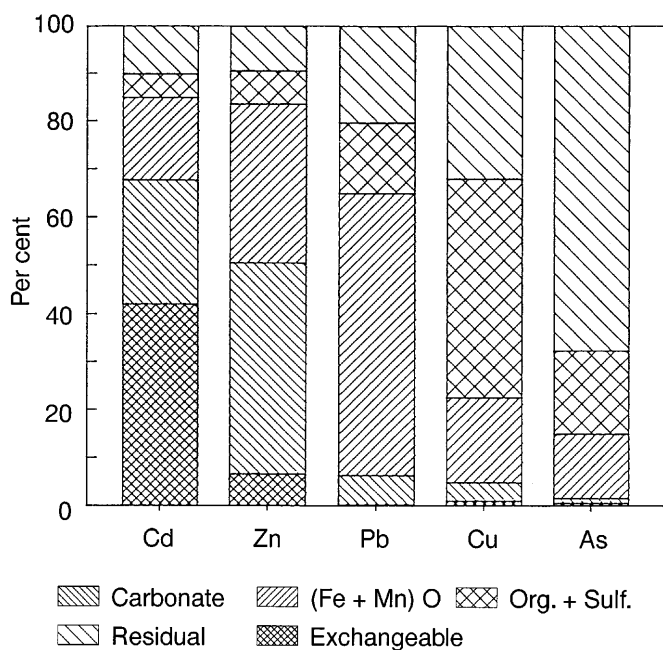 100
80
60
40
20
0
Per cent
Cd Zn Pb Cu As
Carbonate (Fe + Mn) O Org. + Sulf.
Residual Exchangeable